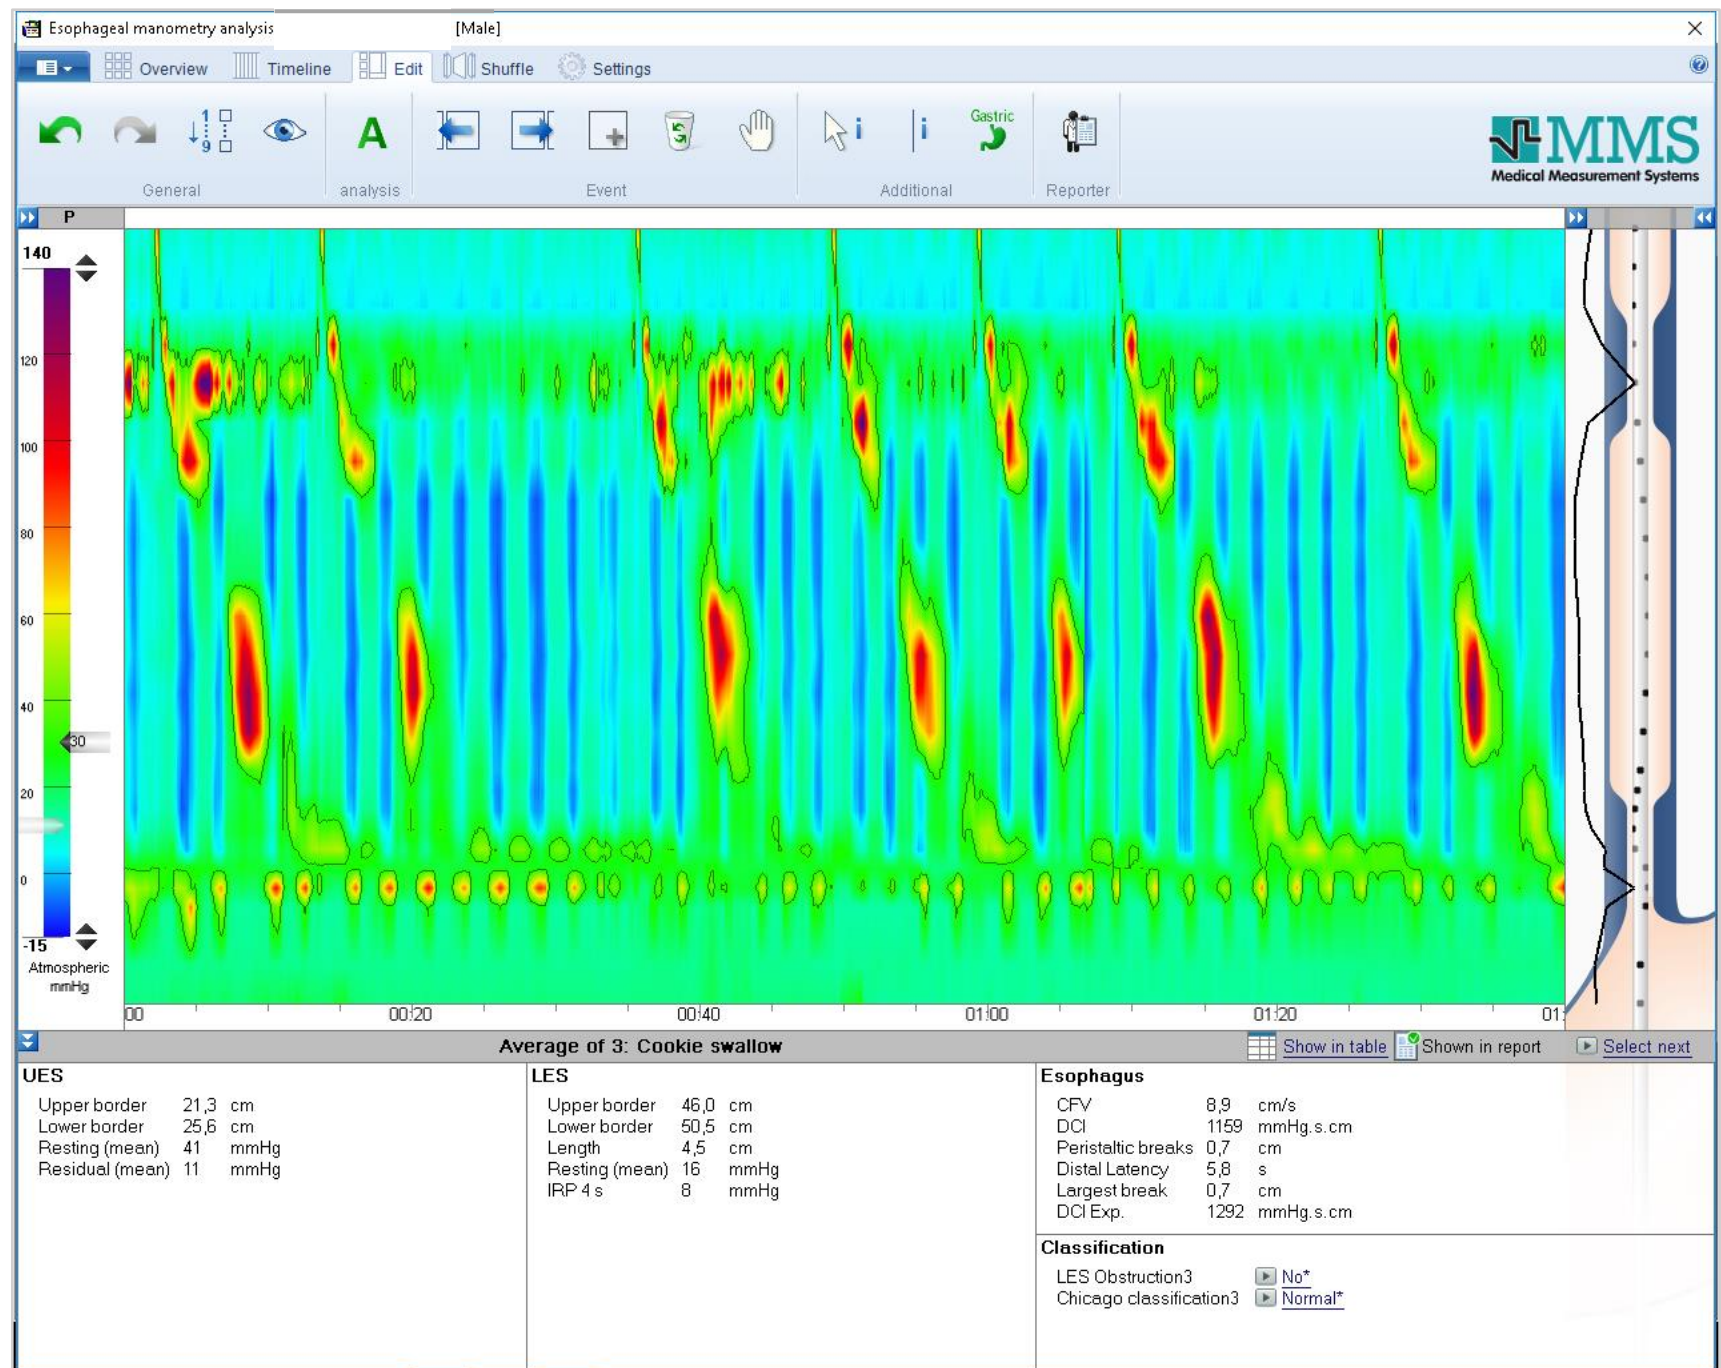 Esophageal manometry analysis [Male]
Overview Timeline Edit Shuffle Settings
1
9
A
i
i
Gastric
General analysis Event Additional Reporter
MMS
Medical Measurement Systems
P
140
120
100
80
60
40
30
20
0
-15
Atmospheric
mmHg
00 00:20 00:40 01:00 01:20 01:
Average of 3: Cookie swallow Show in table Shown in report Select next
UES
Upper border 21,3 cm
Lower border 25,6 cm
Resting (mean) 41 mmHg
Residual (mean) 11 mmHg
LES
Upper border 46,0 cm
Lower border 50,5 cm
Length 4,5 cm
Resting (mean) 16 mmHg
IRP 4 s 8 mmHg
Esophagus
CFV 8,9 cm/s
DCI 1159 mmHg.s.cm
Peristaltic breaks 0,7 cm
Distal Latency 5,8 s
Largest break 0,7 cm
DCI Exp. 1292 mmHg.s.cm
Classification
LES Obstruction3 No*
Chicago classification3 Normal*